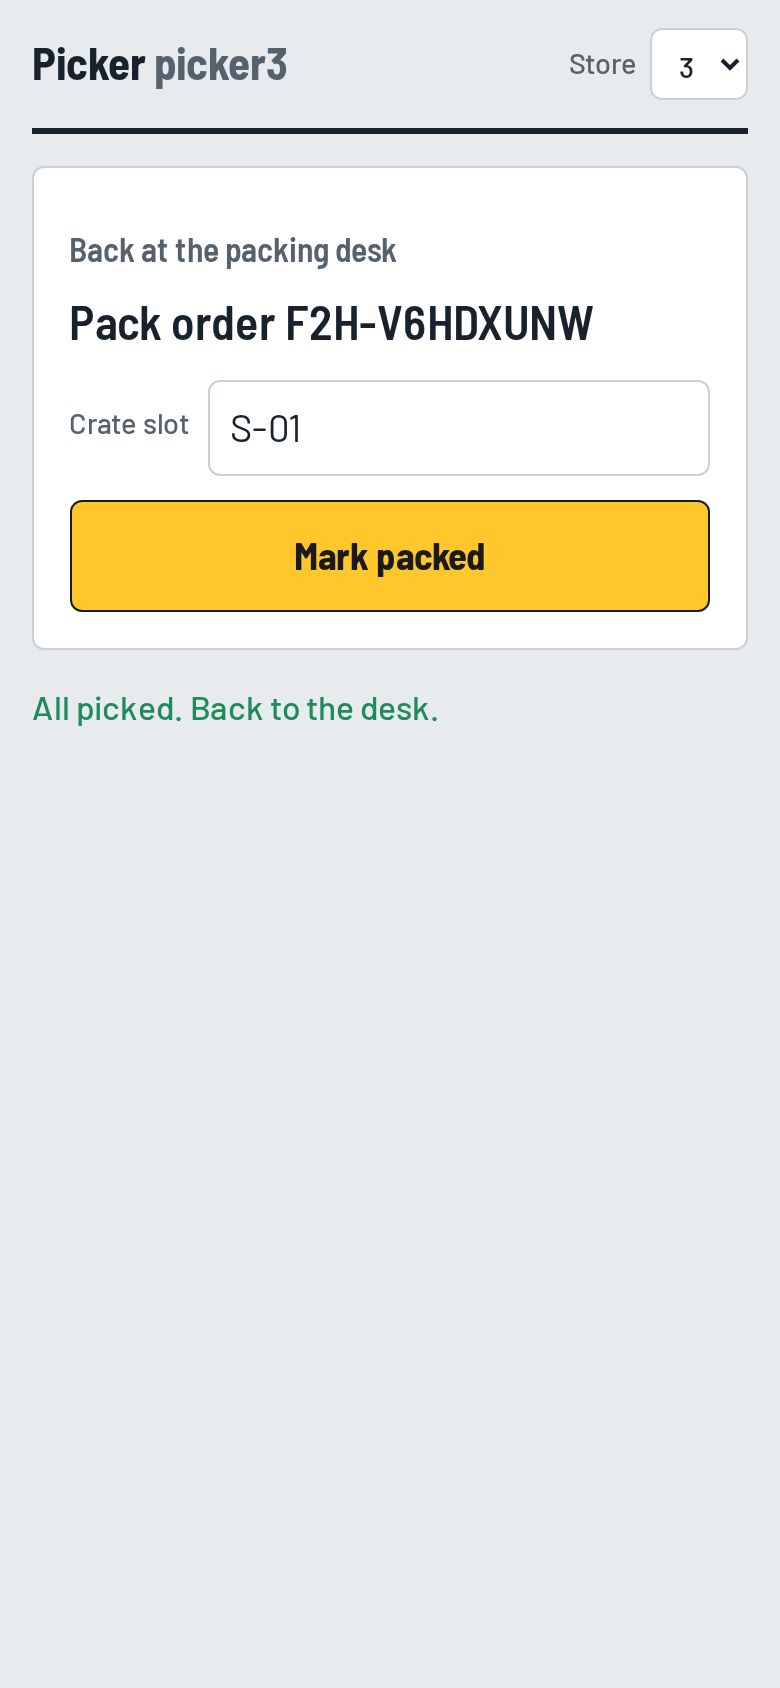 Picker picker3
Store 3
Back at the packing desk
Pack order F2H-V6HDXUNW
Crate slot S-01
Mark packed
All picked. Back to the desk.